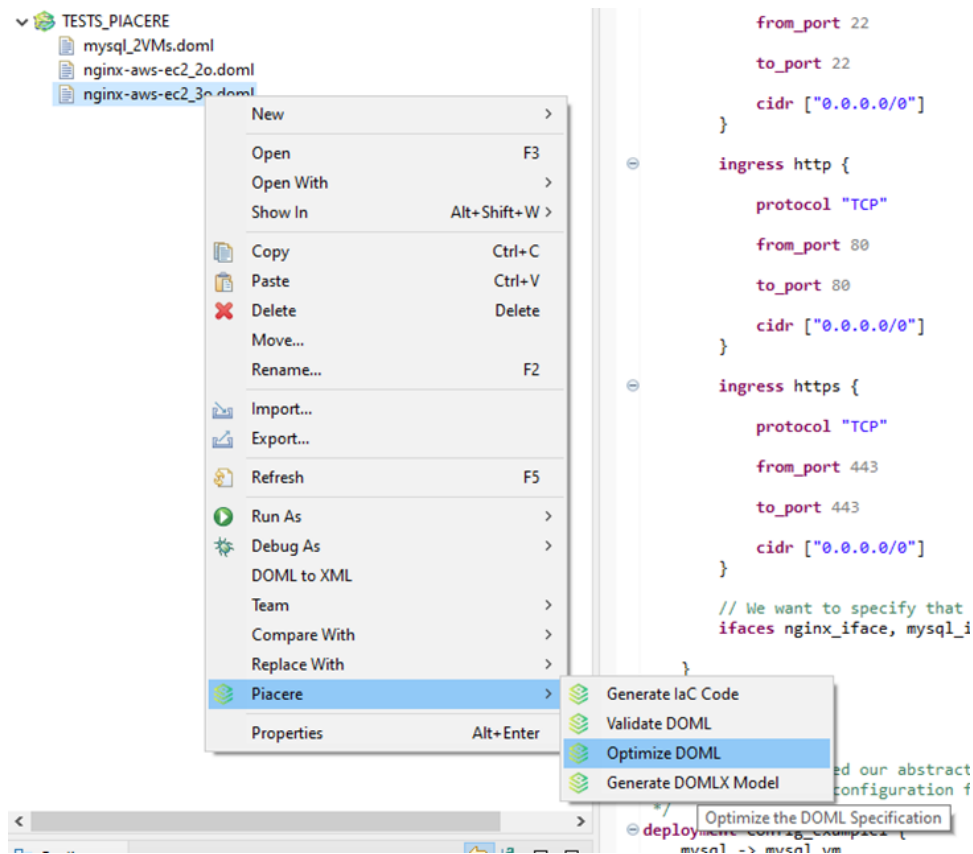 TESTS_PIACERE
mysql_2VMs.doml
nginx-aws-ec2_2o.doml
nginx-aws-ec2_3o.doml
New
Open F3
Open With
Show In Alt+Shift+W
Copy Ctrl+C
Paste Ctrl+V
Delete Delete
Move...
Rename... F2
Import...
Export...
Refresh F5
Run As
Debug As
DOML to XML
Team
Compare With
Replace With
Piacere
Properties Alt+Enter
Generate IaC Code
Validate DOML
Optimize DOML
Generate DOMLX Model
Optimize the DOML Specification
from_port 22
to_port 22
cidr ["0.0.0.0/0"]
}
ingress http {
protocol "TCP"
from_port 80
to_port 80
cidr ["0.0.0.0/0"]
}
ingress https {
protocol "TCP"
from_port 443
to_port 443
cidr ["0.0.0.0/0"]
}
// We want to specify that
ifaces nginx_iface, mysql_i
}
ed our abstract
configuration f
*/
mysql -> mysql_vm